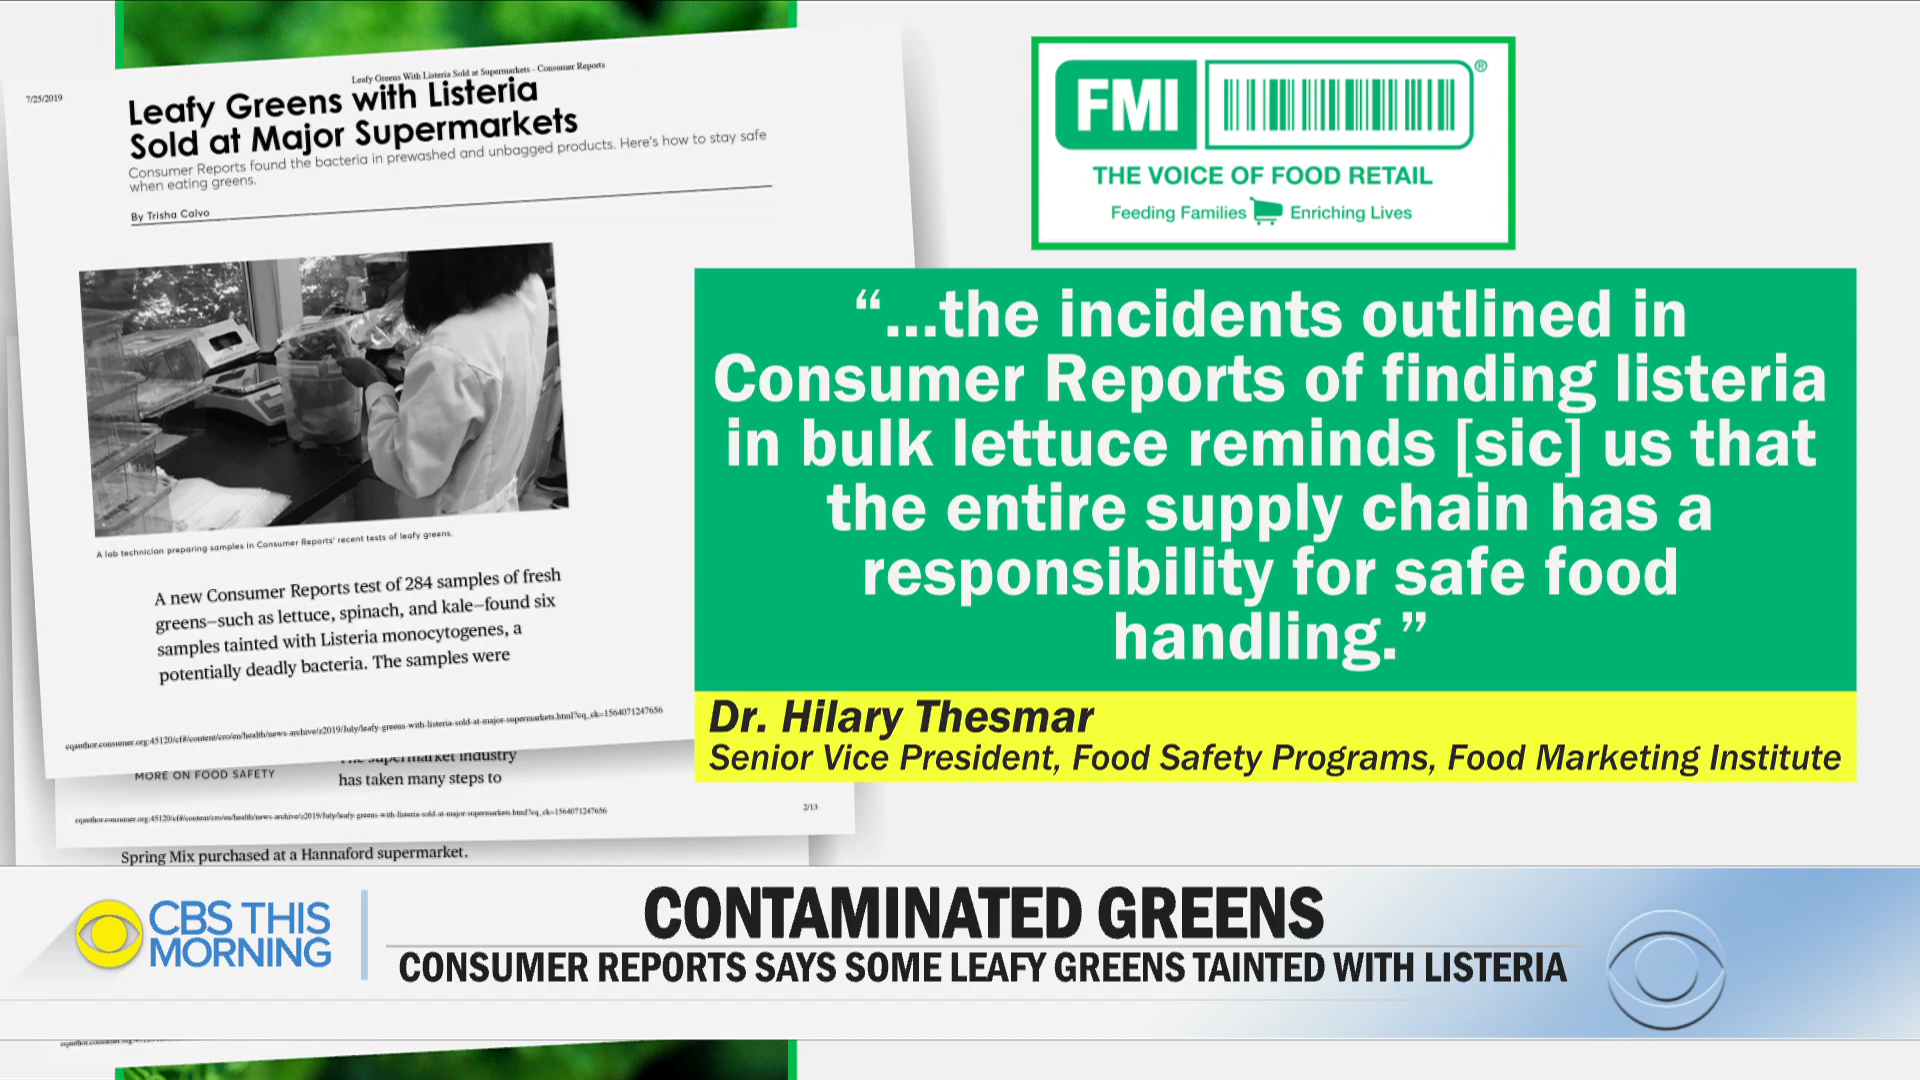 Leafy Greens With Listeria Sold at Supermarkets - Consumer Reports
7/25/2019
Leafy Greens with Listeria
Sold at Major Supermarkets
Consumer Reports found the bacteria in prewashed and unbagged products. Here's how to stay safe
when eating greens.
By Trisha Calvo
A lab technician preparing samples in Consumer Reports' recent tests of leafy greens.
A new Consumer Reports test of 284 samples of fresh
greens—such as lettuce, spinach, and kale—found six
samples tainted with Listeria monocytogenes, a
potentially deadly bacteria. The samples were
supermarket industry
MORE ON FOOD SAFETY
has taken many steps to
2/13
Spring Mix purchased at a Hannaford supermarket.
FMI
®
THE VOICE OF FOOD RETAIL
Feeding Families Enriching Lives
“...the incidents outlined in
Consumer Reports of finding listeria
in bulk lettuce reminds [sic] us that
the entire supply chain has a
responsibility for safe food
handling.”
Dr. Hilary Thesmar
Senior Vice President, Food Safety Programs, Food Marketing Institute
CBS THIS
MORNING
CONTAMINATED GREENS
CONSUMER REPORTS SAYS SOME LEAFY GREENS TAINTED WITH LISTERIA